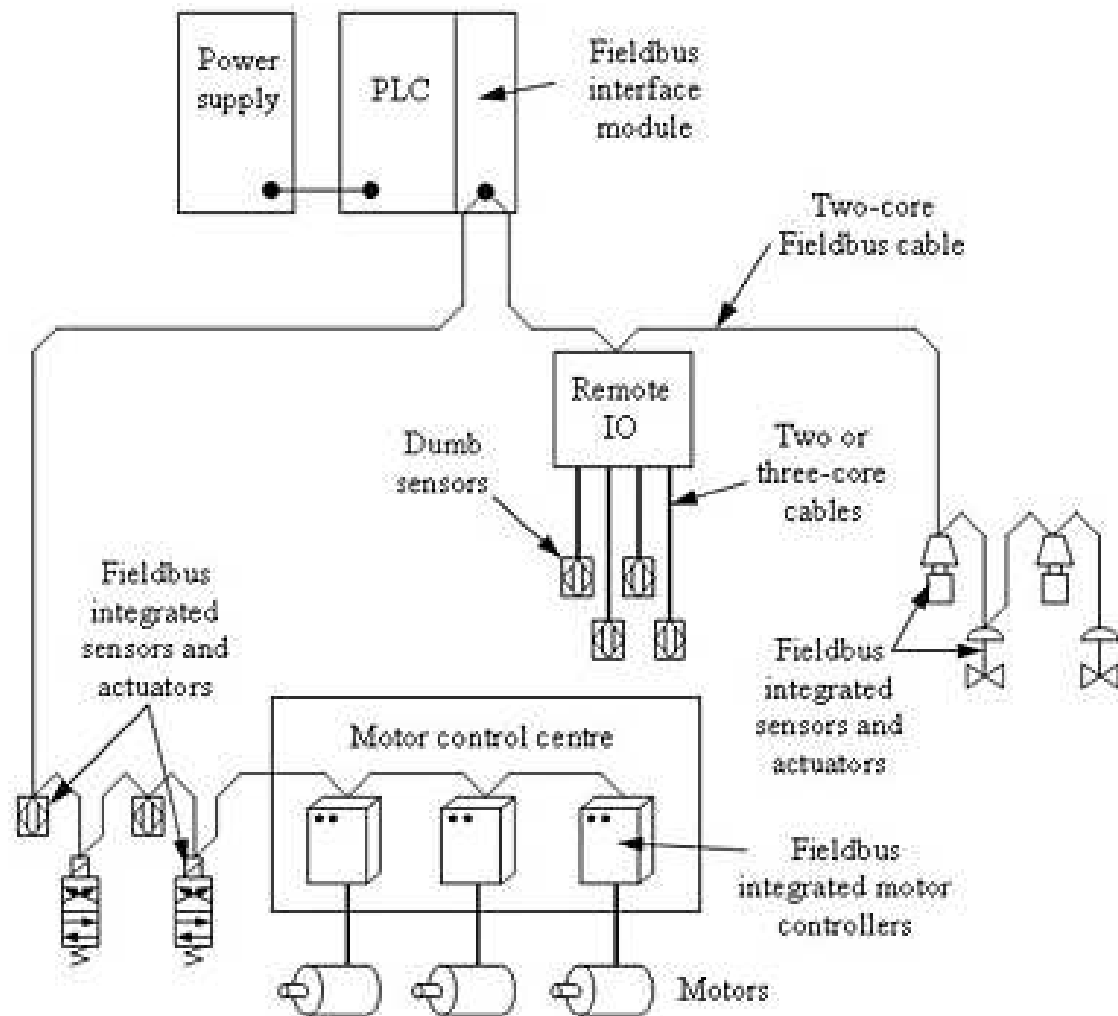 Power
supply
PLC
Fieldbus
interface
module
Two-core
Fieldbus cable
Remote
IO
Dumb
sensors
Two or
three-core
cables
Fieldbus
integrated
sensors and
actuators
Fieldbus
integrated
sensors and
actuators
Motor control centre
Fieldbus
integrated motor
controllers
Motors